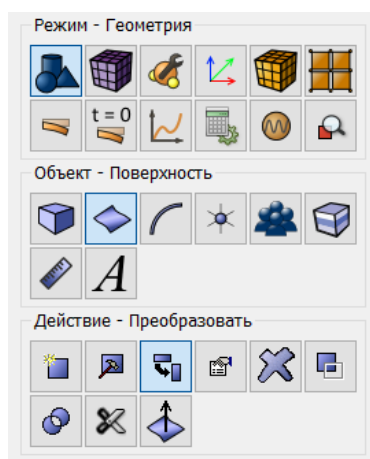 Режим - Геометрия
t = 0
Объект - Поверхность
A
Действие - Преобразовать